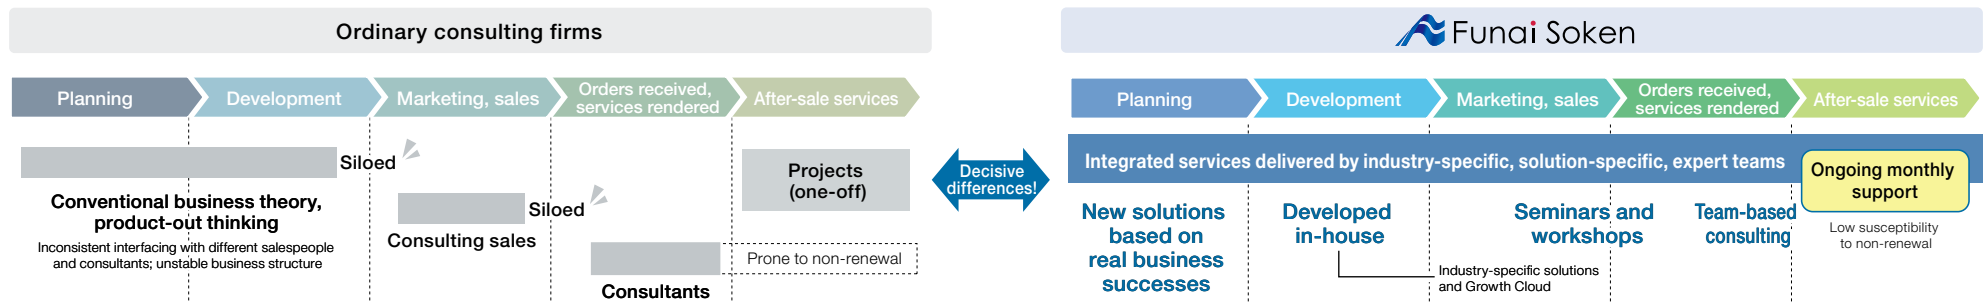 Ordinary consulting firms
Planning
Development
Marketing, sales
Orders received,
services rendered
After-sale services
Siloed
Conventional business theory,
product-out thinking
Inconsistent interfacing with different salespeople
and consultants; unstable business structure
Siloed
Consulting sales
Consultants
Projects
(one-off)
Prone to non-renewal
Decisive
differences!
Funai Soken
Planning
Development
Marketing, sales
Orders received,
services rendered
After-sale services
Integrated services delivered by industry-specific, solution-specific, expert teams
Ongoing monthly
support
New solutions
based on
real business
successes
Developed
in-house
Industry-specific solutions
and Growth Cloud
Seminars and
workshops
Team-based
consulting
Low susceptibility
to non-renewal